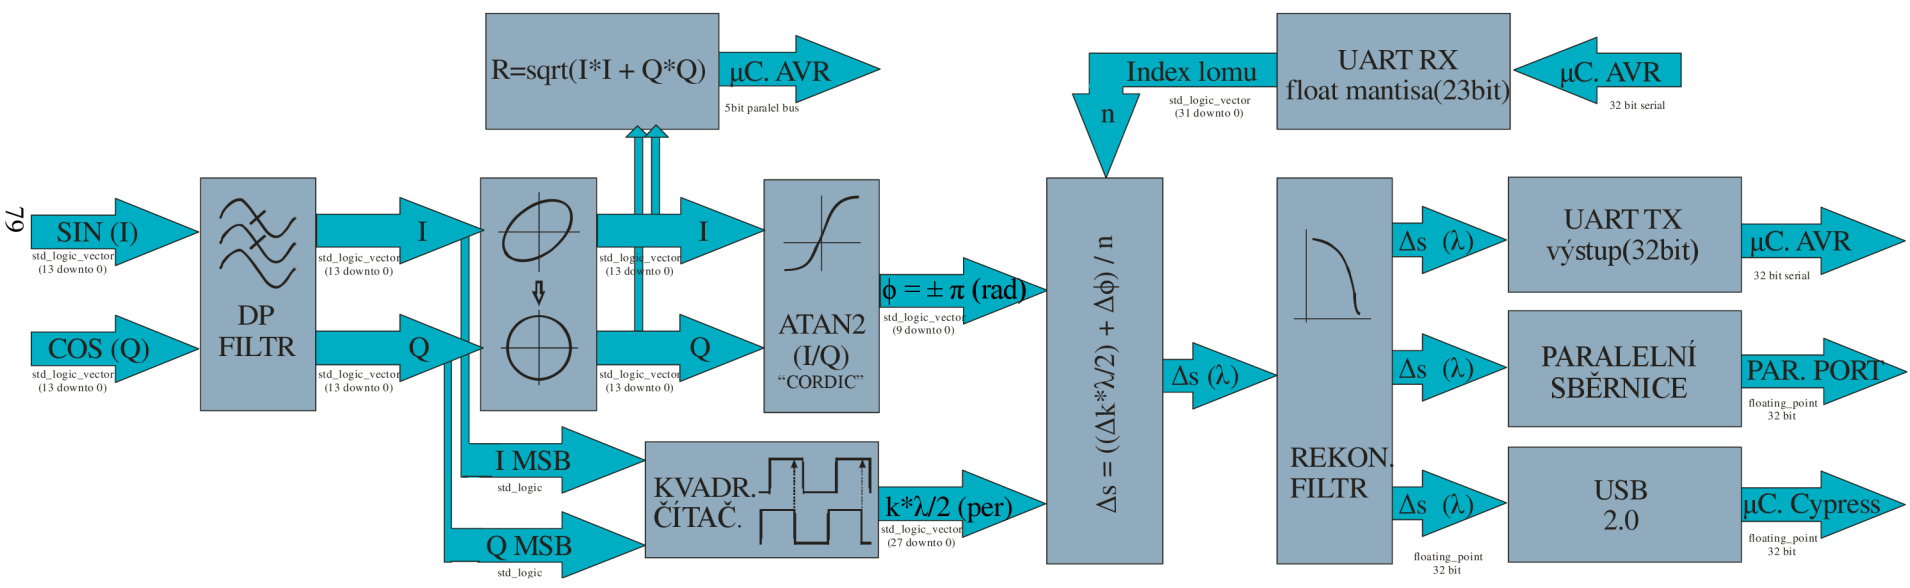 79
SIN (I)
std_logic_vector
(13 downto 0)
COS (Q)
std_logic_vector
(13 downto 0)
DP
FILTR
I
std_logic_vector
(13 downto 0)
Q
std_logic_vector
(13 downto 0)
R=sqrt(I*I + Q*Q)
μC. AVR
5bit paralel bus
I
std_logic_vector
(13 downto 0)
Q
std_logic_vector
(13 downto 0)
ATAN2
(I/Q)
“CORDIC”
ϕ = ± π (rad)
std_logic_vector
(9 downto 0)
I MSB
std_logic
Q MSB
std_logic
KVADR.
ČÍTAČ.
k*λ/2 (per)
std_logic_vector
(27 downto 0)
Index lomu
n
std_logic_vector
(31 downto 0)
UART RX
float mantisa(23bit)
μC. AVR
32 bit serial
Δs = ((Δk*λ/2) + Δϕ) / n
Δs (λ)
REKON.
FILTR
Δs (λ)
UART TX
výstup(32bit)
μC. AVR
32 bit serial
Δs (λ)
PARALELNÍ
SBĚRNICE
PAR. PORT
floating_point
32 bit
Δs (λ)
floating_point
32 bit
USB
2.0
μC. Cypress
floating_point
32 bit